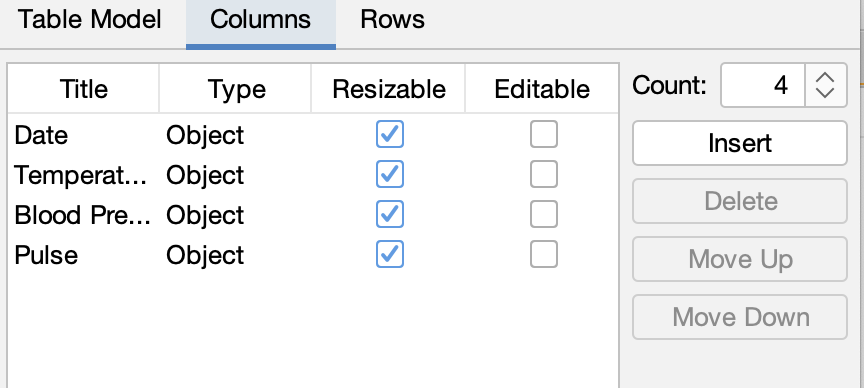 Table Model Columns Rows
Title Type Resizable Editable Count: 4
Date Object
Insert
Temperat... Object
Delete
Blood Pre... Object
Pulse Object
Move Up
Move Down